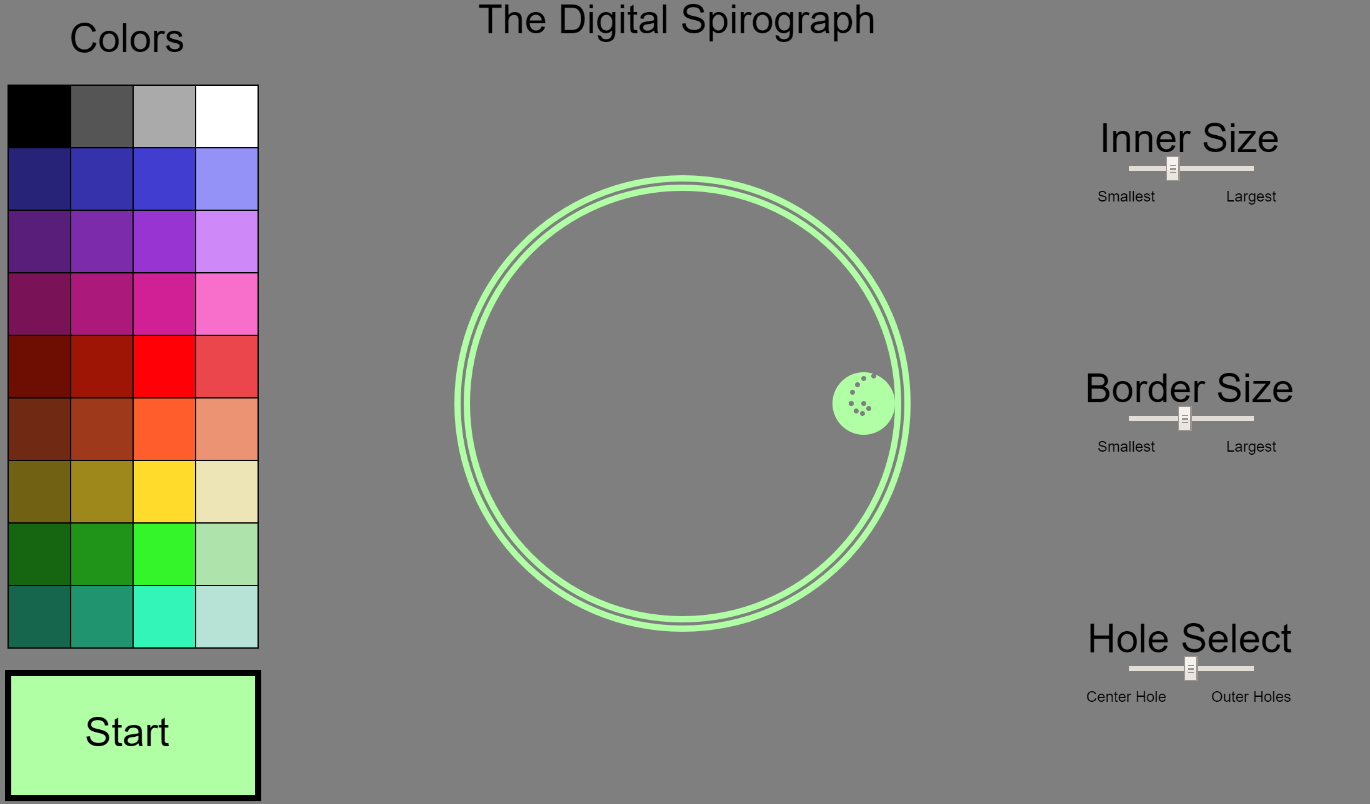 The Digital Spirograph
Colors
Inner Size
Smallest Largest
Border Size
Smallest Largest
Hole Select
Center Hole Outer Holes
Start